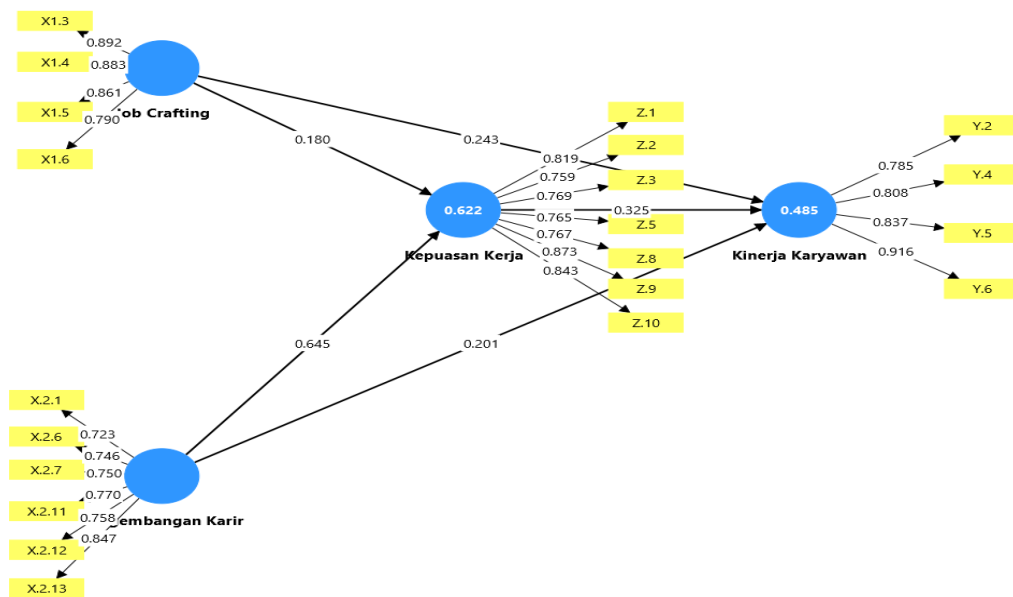 X1.3
0.892
X1.4
0.883
X1.5
0.861
0.790
ob Crafting
X1.6
0.180
0.243
Z.1
0.819
Z.2
0.759
Z.3
0.769
0.622
0.325
0.765
Z.5
0.767
Kepuasan Kerja
0.873
Z.8
0.843
Z.9
Z.10
0.485
Kinerja Karyawan
Y.2
0.785
Y.4
0.808
0.837
Y.5
0.916
Y.6
0.645
0.201
X.2.1
0.723
X.2.6
0.746
X.2.7
0.750
0.770
X.2.11
0.758
embangan Karir
0.847
X.2.12
X.2.13